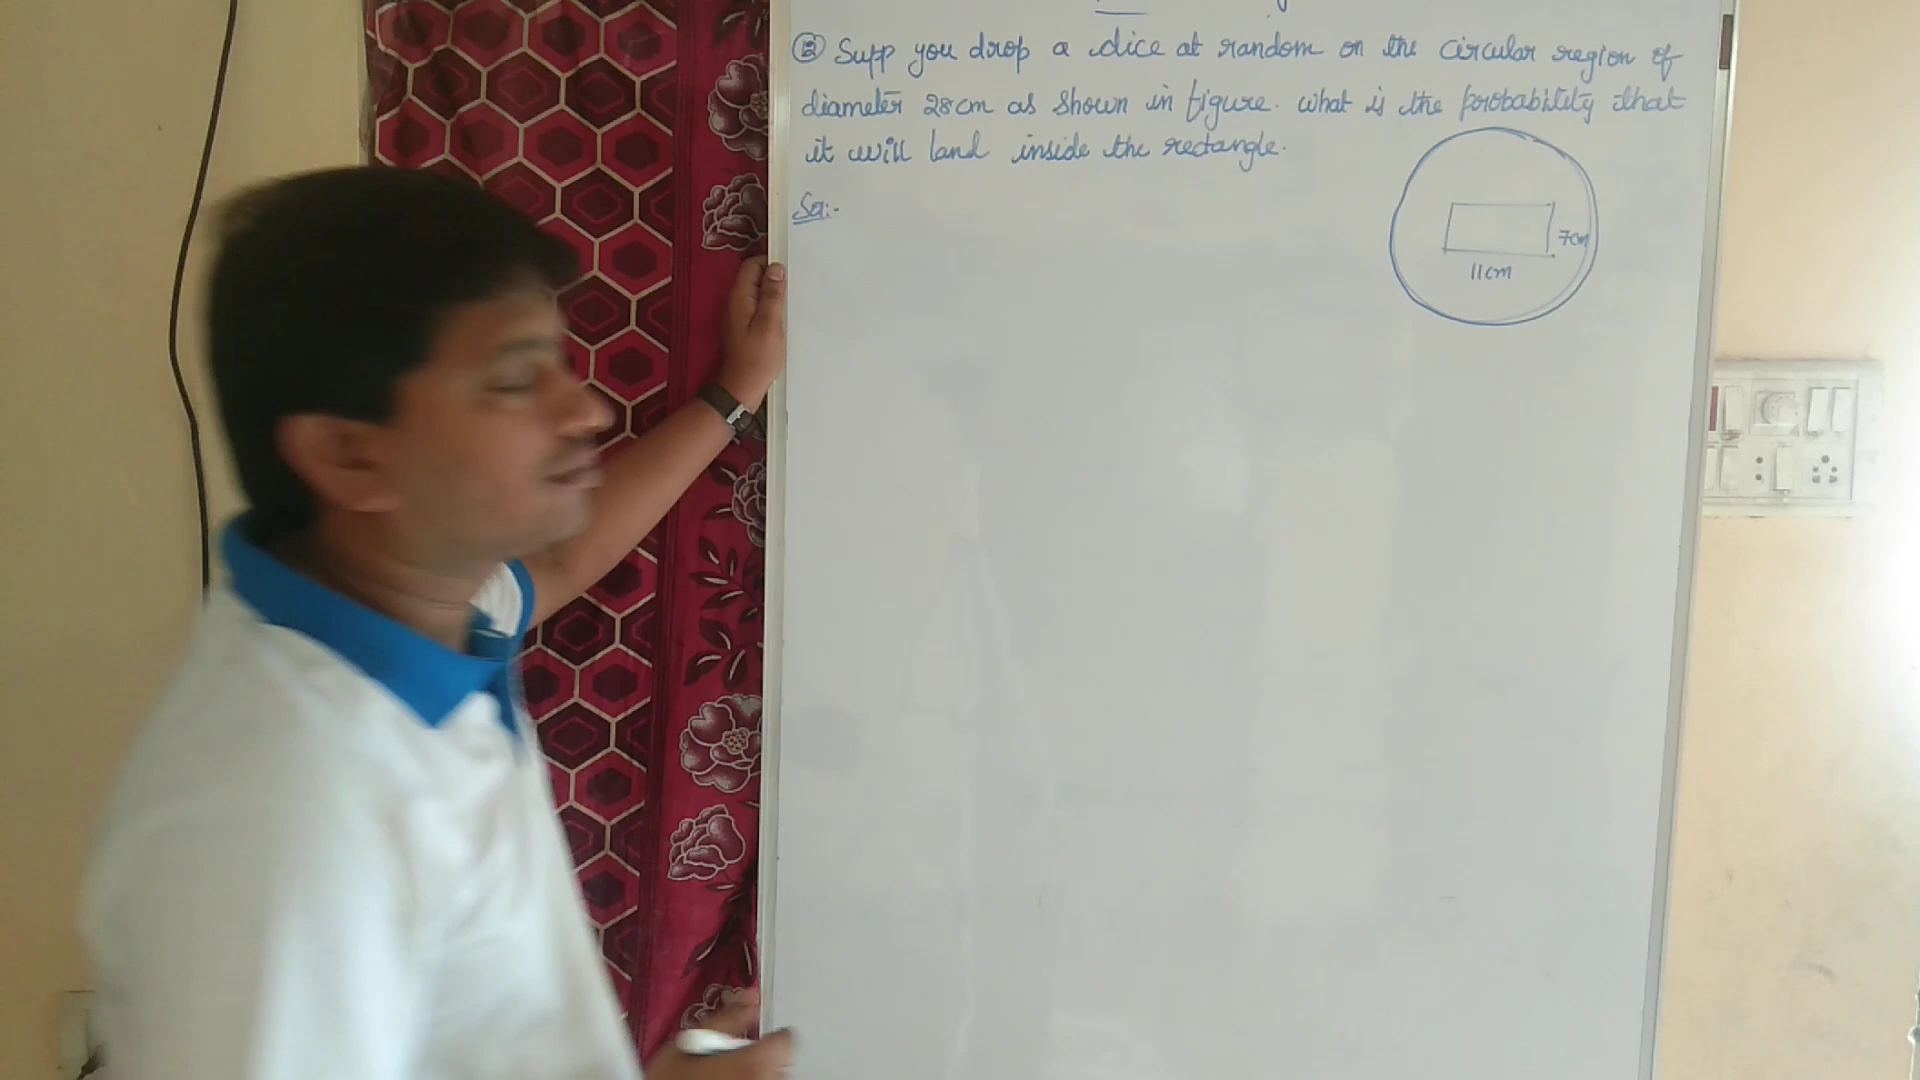 Supp you drop a dice at random on the circular region of
diameter 28cm as shown in figure. what is the probability that
it will land inside the rectangle.
Sol:-
7cm
11cm